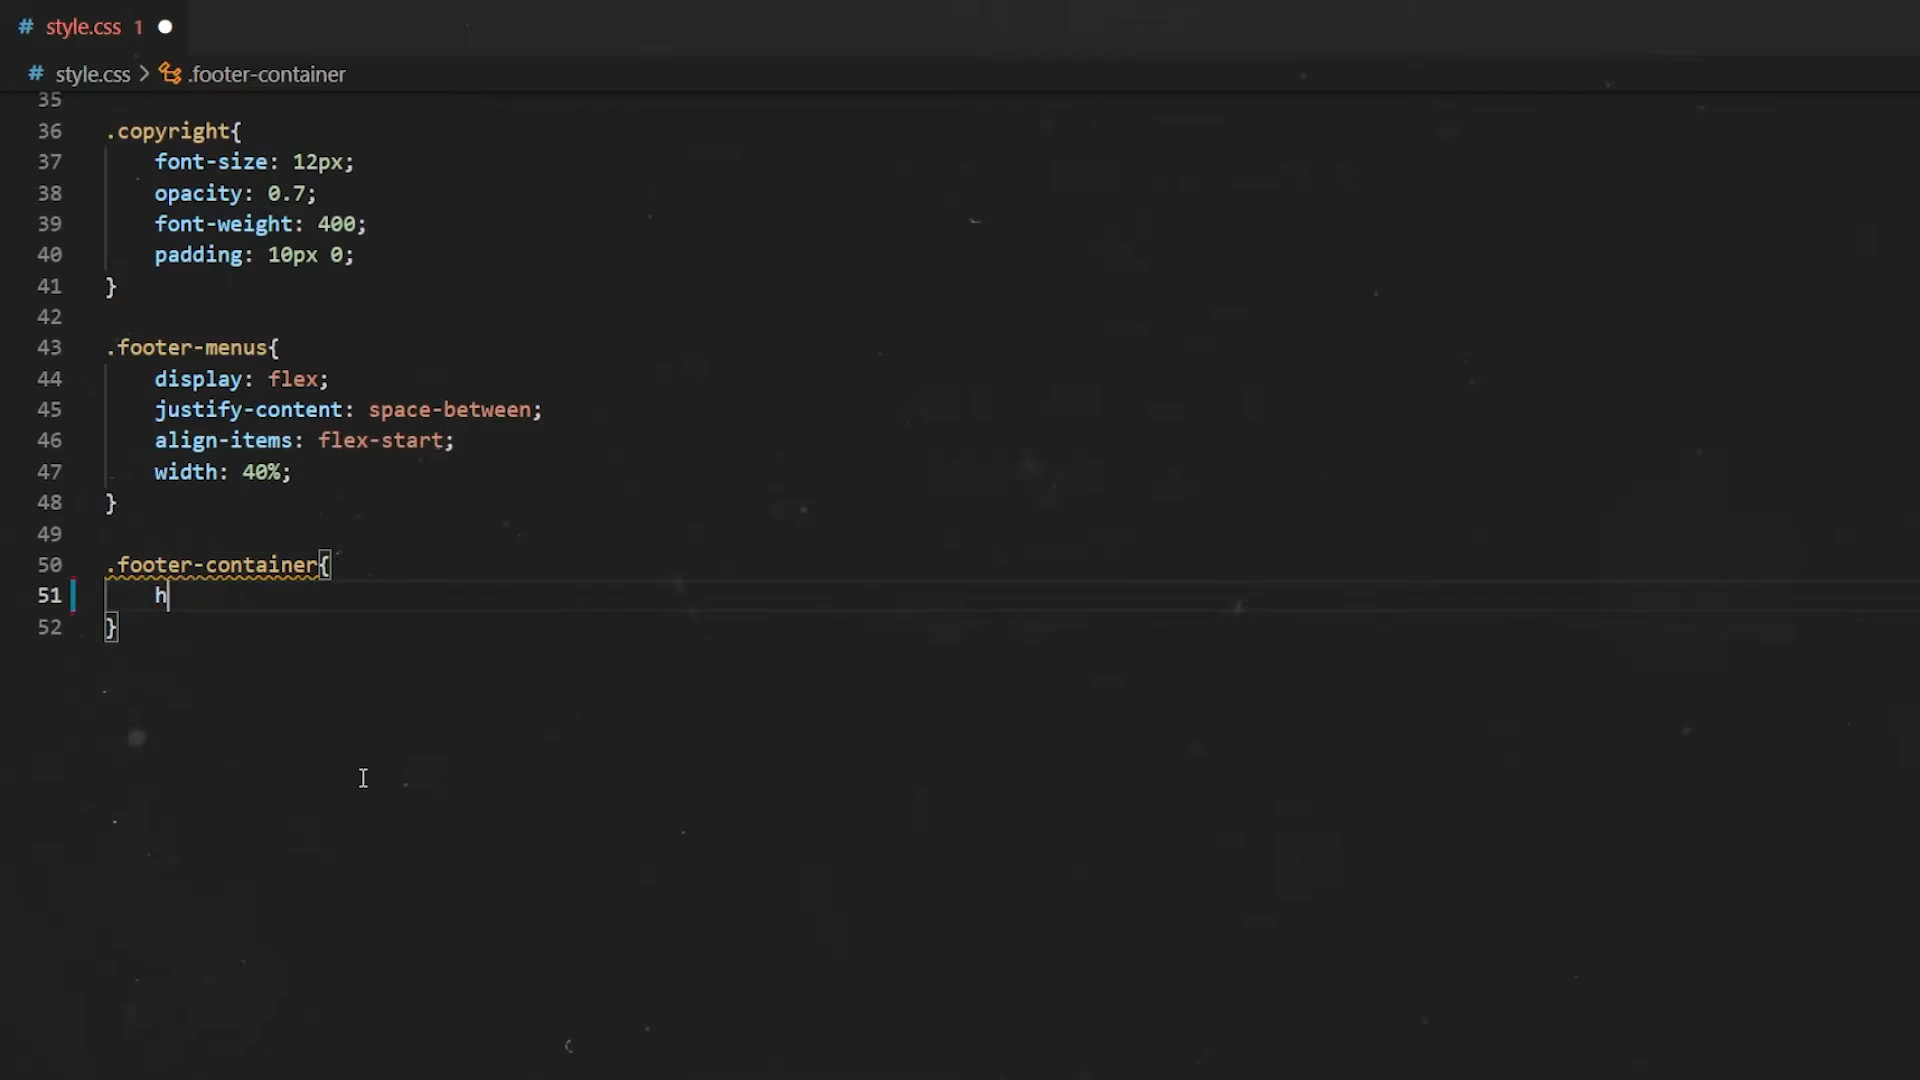 # style.css 1
# style.css > .footer-container
35
36 .copyright{
37 font-size: 12px;
38 opacity: 0.7;
39 font-weight: 400;
40 padding: 10px 0;
41 }
42
43 .footer-menus{
44 display: flex;
45 justify-content: space-between;
46 align-items: flex-start;
47 width: 40%;
48 }
49
50 .footer-container{
51 h
52 }